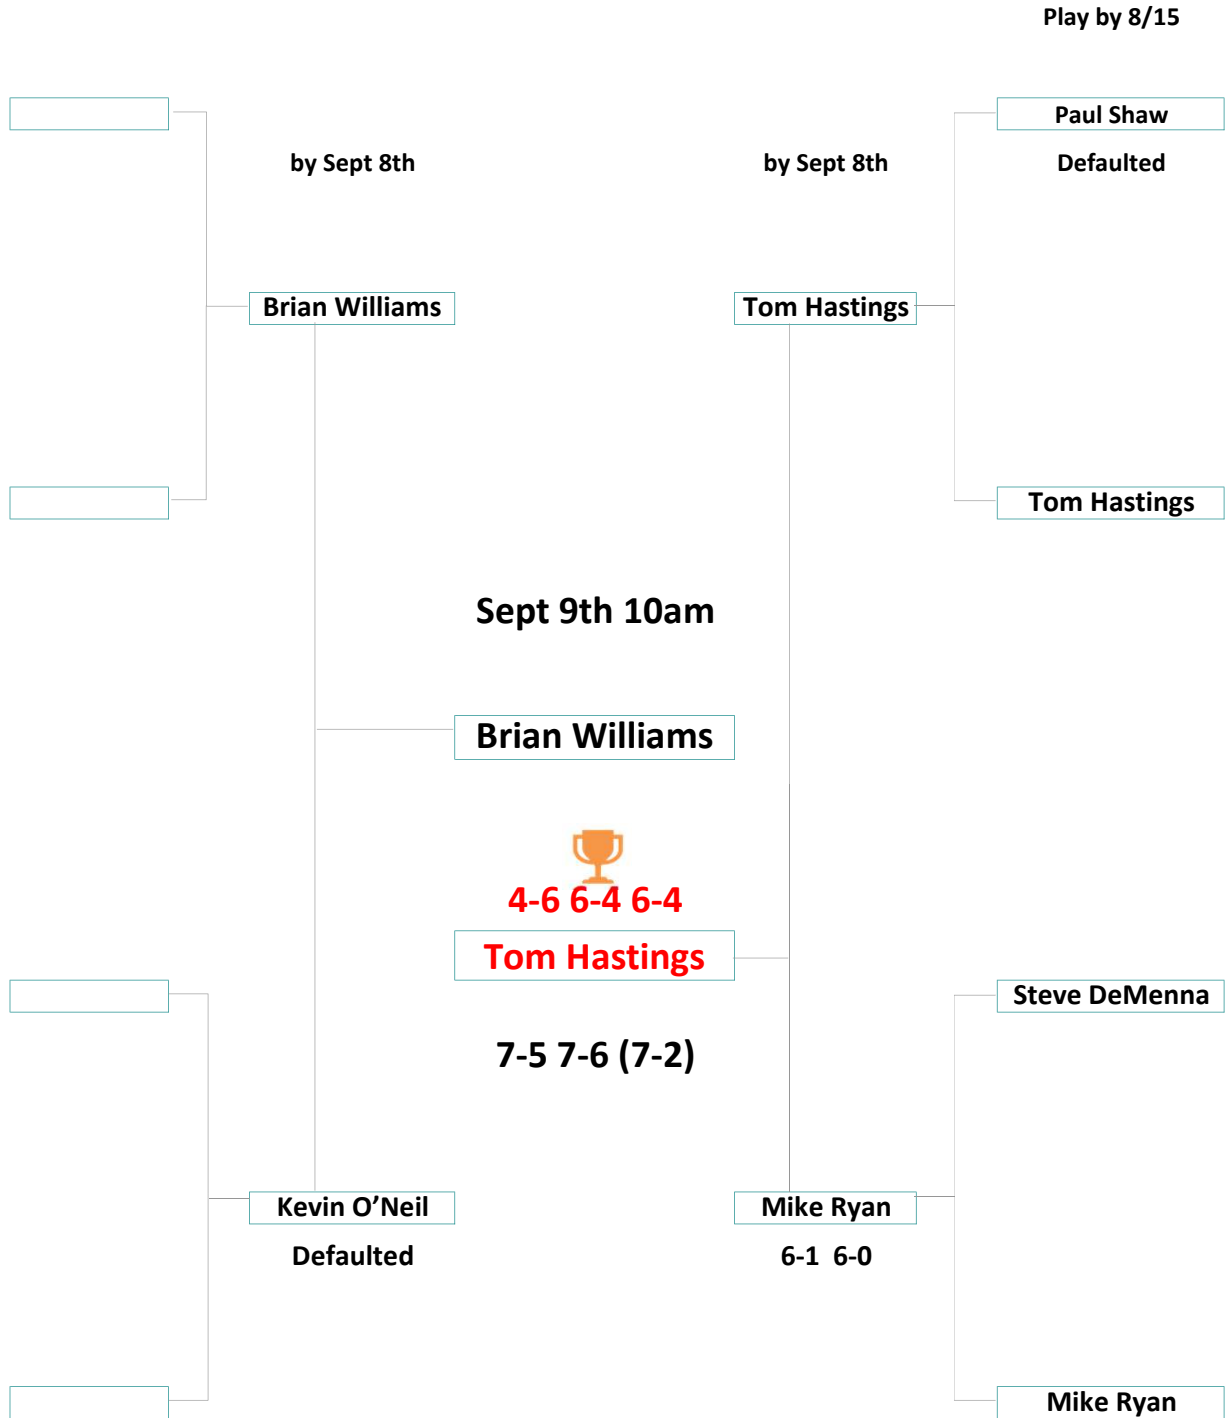 Play by 8/15
Paul Shaw
by Sept 8th
by Sept 8th
Defaulted
Brian Williams
Tom Hastings
Tom Hastings
Sept 9th 10am
Brian Williams
4-6 6-4 6-4
Tom Hastings
Steve DeMenna
7-5 7-6 (7-2)
Kevin O’Neil
Mike Ryan
Defaulted
6-1 6-0
Mike Ryan